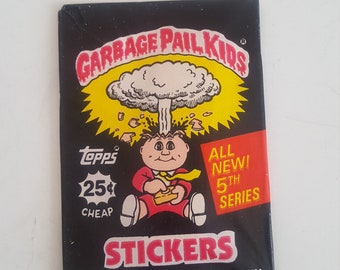 GARBAGE PAIL KIDS
topps
25¢
CHEAP
ALL
NEW!
5TH
SERIES
STICKERS